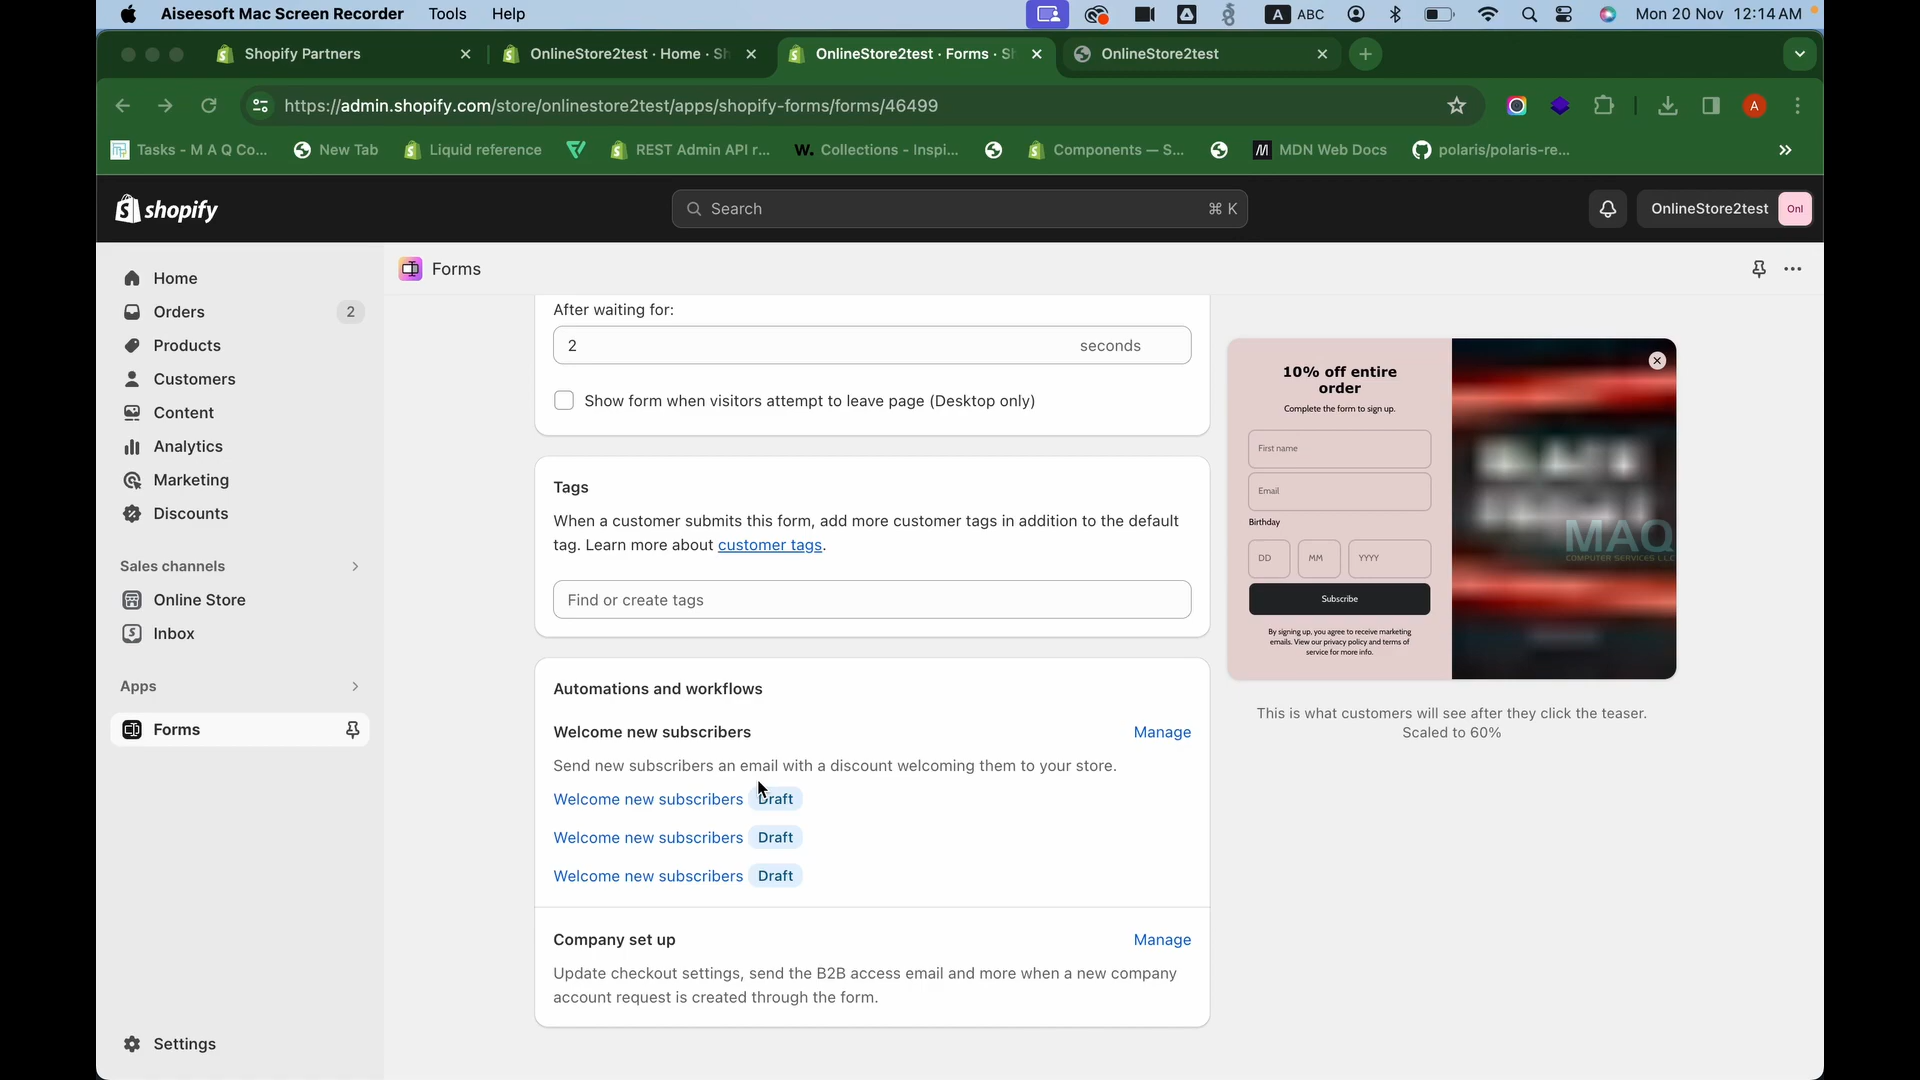 Aiseesoft Mac Screen Recorder Tools Help
A ABC Mon 20 Nov 12:14 AM
Shopify Partners
OnlineStore2test · Home · Sh
OnlineStore2test · Forms · Sh
OnlineStore2test
https://admin.shopify.com/store/onlinestore2test/apps/shopify-forms/forms/46499
A
Tasks - M A Q Co...
New Tab
Liquid reference
REST Admin API r...
W. Collections - Inspi...
Components — S...
MDN Web Docs
polaris/polaris-re...
shopify
Search
⌘ K
OnlineStore2test
Onl
Home
Orders 2
Products
Customers
Content
Analytics
Marketing
Discounts
Sales channels
Online Store
Inbox
Apps
Forms
Settings
Forms
After waiting for:
2 seconds
Show form when visitors attempt to leave page (Desktop only)
Tags
When a customer submits this form, add more customer tags in addition to the default
tag. Learn more about customer tags.
Find or create tags
Automations and workflows
Welcome new subscribers Manage
Send new subscribers an email with a discount welcoming them to your store.
Welcome new subscribers Draft
Welcome new subscribers Draft
Welcome new subscribers Draft
Company set up Manage
Update checkout settings, send the B2B access email and more when a new company
account request is created through the form.
10% off entire
order
Complete the form to sign up.
First name
Email
Birthday
DD MM YYYY
Subscribe
By signing up, you agree to receive marketing
emails. View our privacy policy and terms of
service for more info.
MAQ
COMPUTER SERVICES L.L.C
This is what customers will see after they click the teaser.
Scaled to 60%